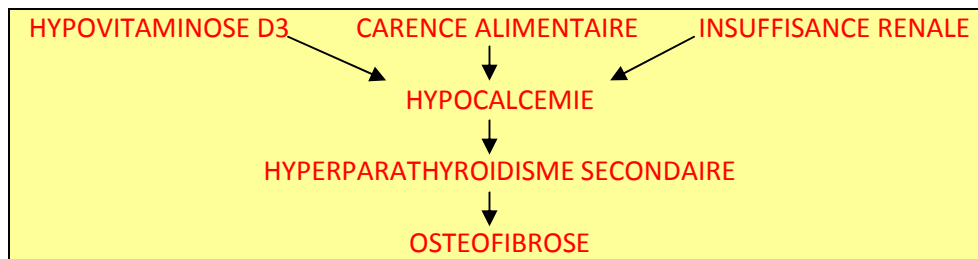 HYPOVITAMINOSE D3 CARENCE ALIMENTAIRE INSUFFISANCE RENALE
HYPOCALCEMIE
HYPERPARATHYROIDISME SECONDAIRE
OSTEOFIBROSE